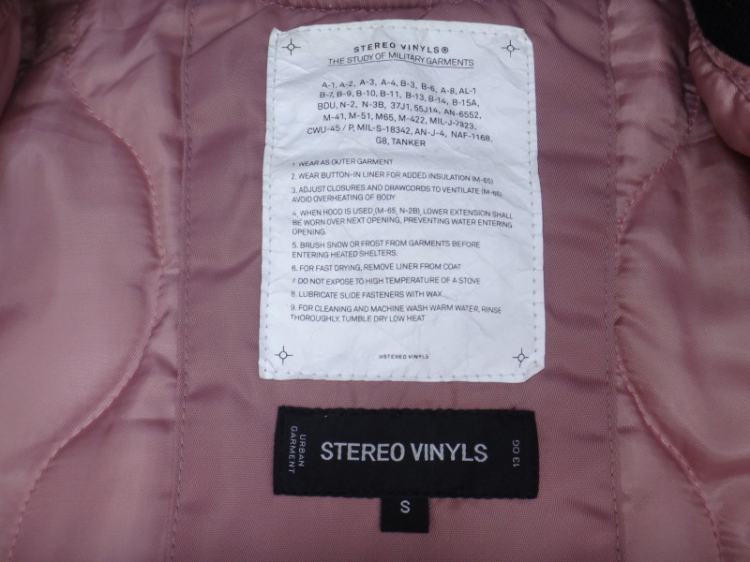 STEREO VINYLS®
THE STUDY OF MILITARY GARMENTS
A-1, A-2, A-3, A-4, B-3, B-6, A-8, AL-1
B-7, B-9, B-10, B-11, B-13, B-14, B-15A,
BDU, N-2, N-3B, 37J1, 55J14, AN-6552,
M-41, M-51, M65, M-422, MIL-J-7823,
CWU-45 / P, MIL-S-18342, AN-J-4, NAF-1168,
G8, TANKER
1. WEAR AS OUTER GARMENT
2. WEAR BUTTON-IN LINER FOR ADDED INSULATION (M-65)
3. ADJUST CLOSURES AND DRAWCORDS TO VENTILATE (M-65)
AVOID OVERHEATING OF BODY
4. WHEN HOOD IS USED (M-65, N-2B), LOWER EXTENSION SHALL
BE WORN OVER NEXT OPENING, PREVENTING WATER ENTERING
OPENING.
5. BRUSH SNOW OR FROST FROM GARMENTS BEFORE
ENTERING HEATED SHELTERS.
6. FOR FAST DRYING, REMOVE LINER FROM COAT
7. DO NOT EXPOSE TO HIGH TEMPERATURE OF A STOVE
8. LUBRICATE SLIDE FASTENERS WITH WAX.
9. FOR CLEANING AND MACHINE WASH WARM WATER, RINSE
THOROUGHLY, TUMBLE DRY LOW HEAT
©STEREO VINYLS
URBAN
GARMENT
STEREO VINYLS
13 OG
S